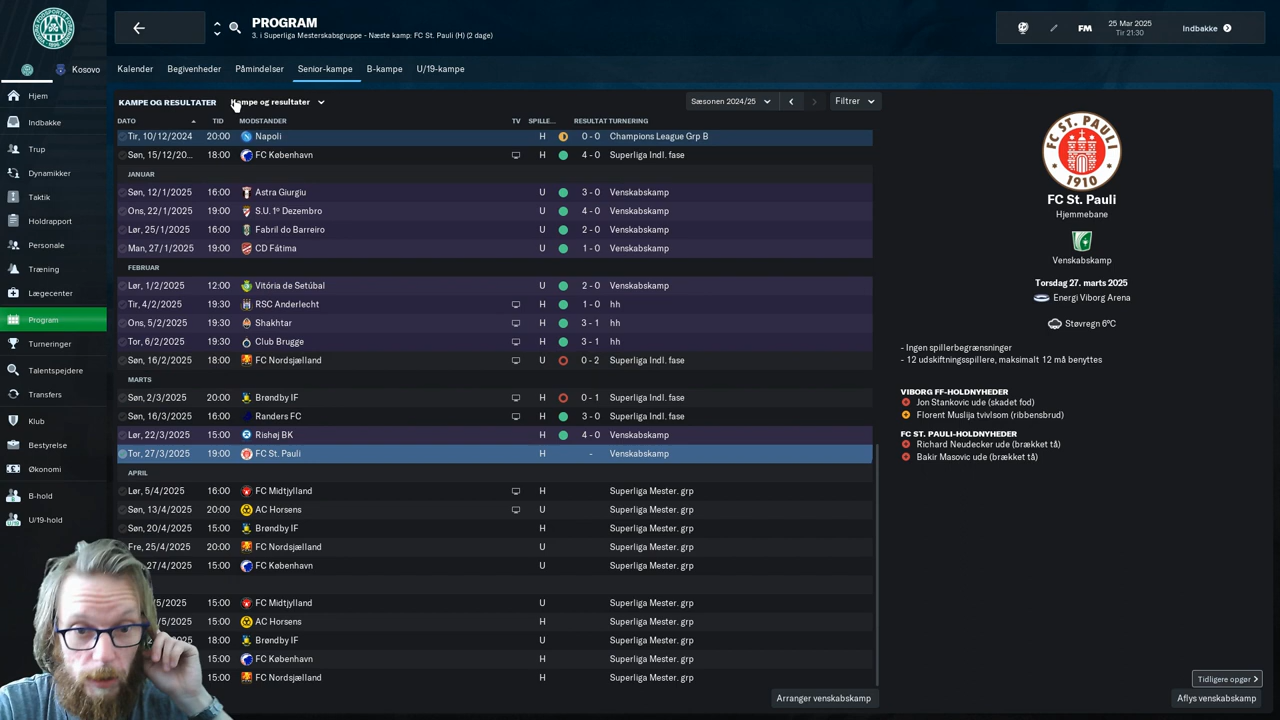 PROGRAM
3. i Superliga Mesterskabsgruppe - Næste kamp: FC St. Pauli (H) (2 dage)
FM
25 Mar 2025
Tir 21:30
Indbakke
Kosovo
Kalender Begivenheder Påmindelser Senior-kampe B-kampe U/19-kampe
Hjem
Indbakke
Trup
Dynamikker
Taktik
Holdrapport
Personale
Træning
Lægecenter
Program
Turneringer
Talentspejdere
Transfers
Klub
Bestyrelse
Økonomi
B-hold
U/19-hold
KAMPE OG RESULTATER Kampe og resultater Sæsonen 2024/25 Filtrer
DATO TID MODSTANDER TV SPILLE... RESULTAT TURNERING
Tir, 10/12/2024 20:00 Napoli H 0 - 0 Champions League Grp B
Søn, 15/12/20... 18:00 FC København H 4 - 0 Superliga Indl. fase
JANUAR
Søn, 12/1/2025 16:00 Astra Giurgiu U 3 - 0 Venskabskamp
Ons, 22/1/2025 19:00 S.U. 1º Dezembro U 4 - 0 Venskabskamp
Lør, 25/1/2025 16:00 Fabril do Barreiro U 2 - 0 Venskabskamp
Man, 27/1/2025 19:00 CD Fátima U 1 - 0 Venskabskamp
FEBRUAR
Lør, 1/2/2025 12:00 Vitória de Setúbal U 2 - 0 Venskabskamp
Tir, 4/2/2025 19:30 RSC Anderlecht H 1 - 0 hh
Ons, 5/2/2025 19:30 Shakhtar H 3 - 1 hh
Tor, 6/2/2025 19:30 Club Brugge H 3 - 1 hh
Søn, 16/2/2025 18:00 FC Nordsjælland U 0 - 2 Superliga Indl. fase
MARTS
Søn, 2/3/2025 16:00 Brøndby IF H 0 - 1 Superliga Indl. fase
Søn, 16/3/2025 16:00 Randers FC H 3 - 0 Superliga Indl. fase
Lør, 22/3/2025 15:00 Rishøj BK H 4 - 0 Venskabskamp
Tor, 27/3/2025 19:00 FC St. Pauli H - Venskabskamp
APRIL
Lør, 5/4/2025 16:00 FC Midtjylland H Superliga Mester. grp
Søn, 13/4/2025 20:00 AC Horsens U Superliga Mester. grp
Søn, 20/4/2025 15:00 Brøndby IF H Superliga Mester. grp
Fre, 25/4/2025 20:00 FC Nordsjælland U Superliga Mester. grp
27/4/2025 15:00 FC København U Superliga Mester. grp
15:00 FC Midtjylland U Superliga Mester. grp
15:00 AC Horsens H Superliga Mester. grp
18:00 Brøndby IF U Superliga Mester. grp
15:00 FC København H Superliga Mester. grp
15:00 FC Nordsjælland H Superliga Mester. grp
Arranger venskabskamp
FC ST. PAULI
1910
FC St. Pauli
Hjemmebane
Venskabskamp
Torsdag 27. marts 2025
Energi Viborg Arena
Støvregn 6ºC
- Ingen spillerbegrænsninger
- 12 udskiftningsspillere, maksimalt 12 må benyttes
VIBORG FF-HOLDNYHEDER
Jon Stankovic ude (skadet fod)
Florent Muslija tvivlsom (ribbensbrud)
FC ST. PAULI-HOLDNYHEDER
Richard Neudecker ude (brækket tå)
Bakir Masovic ude (brækket tå)
Tidligere opgør
Aflys venskabskamp